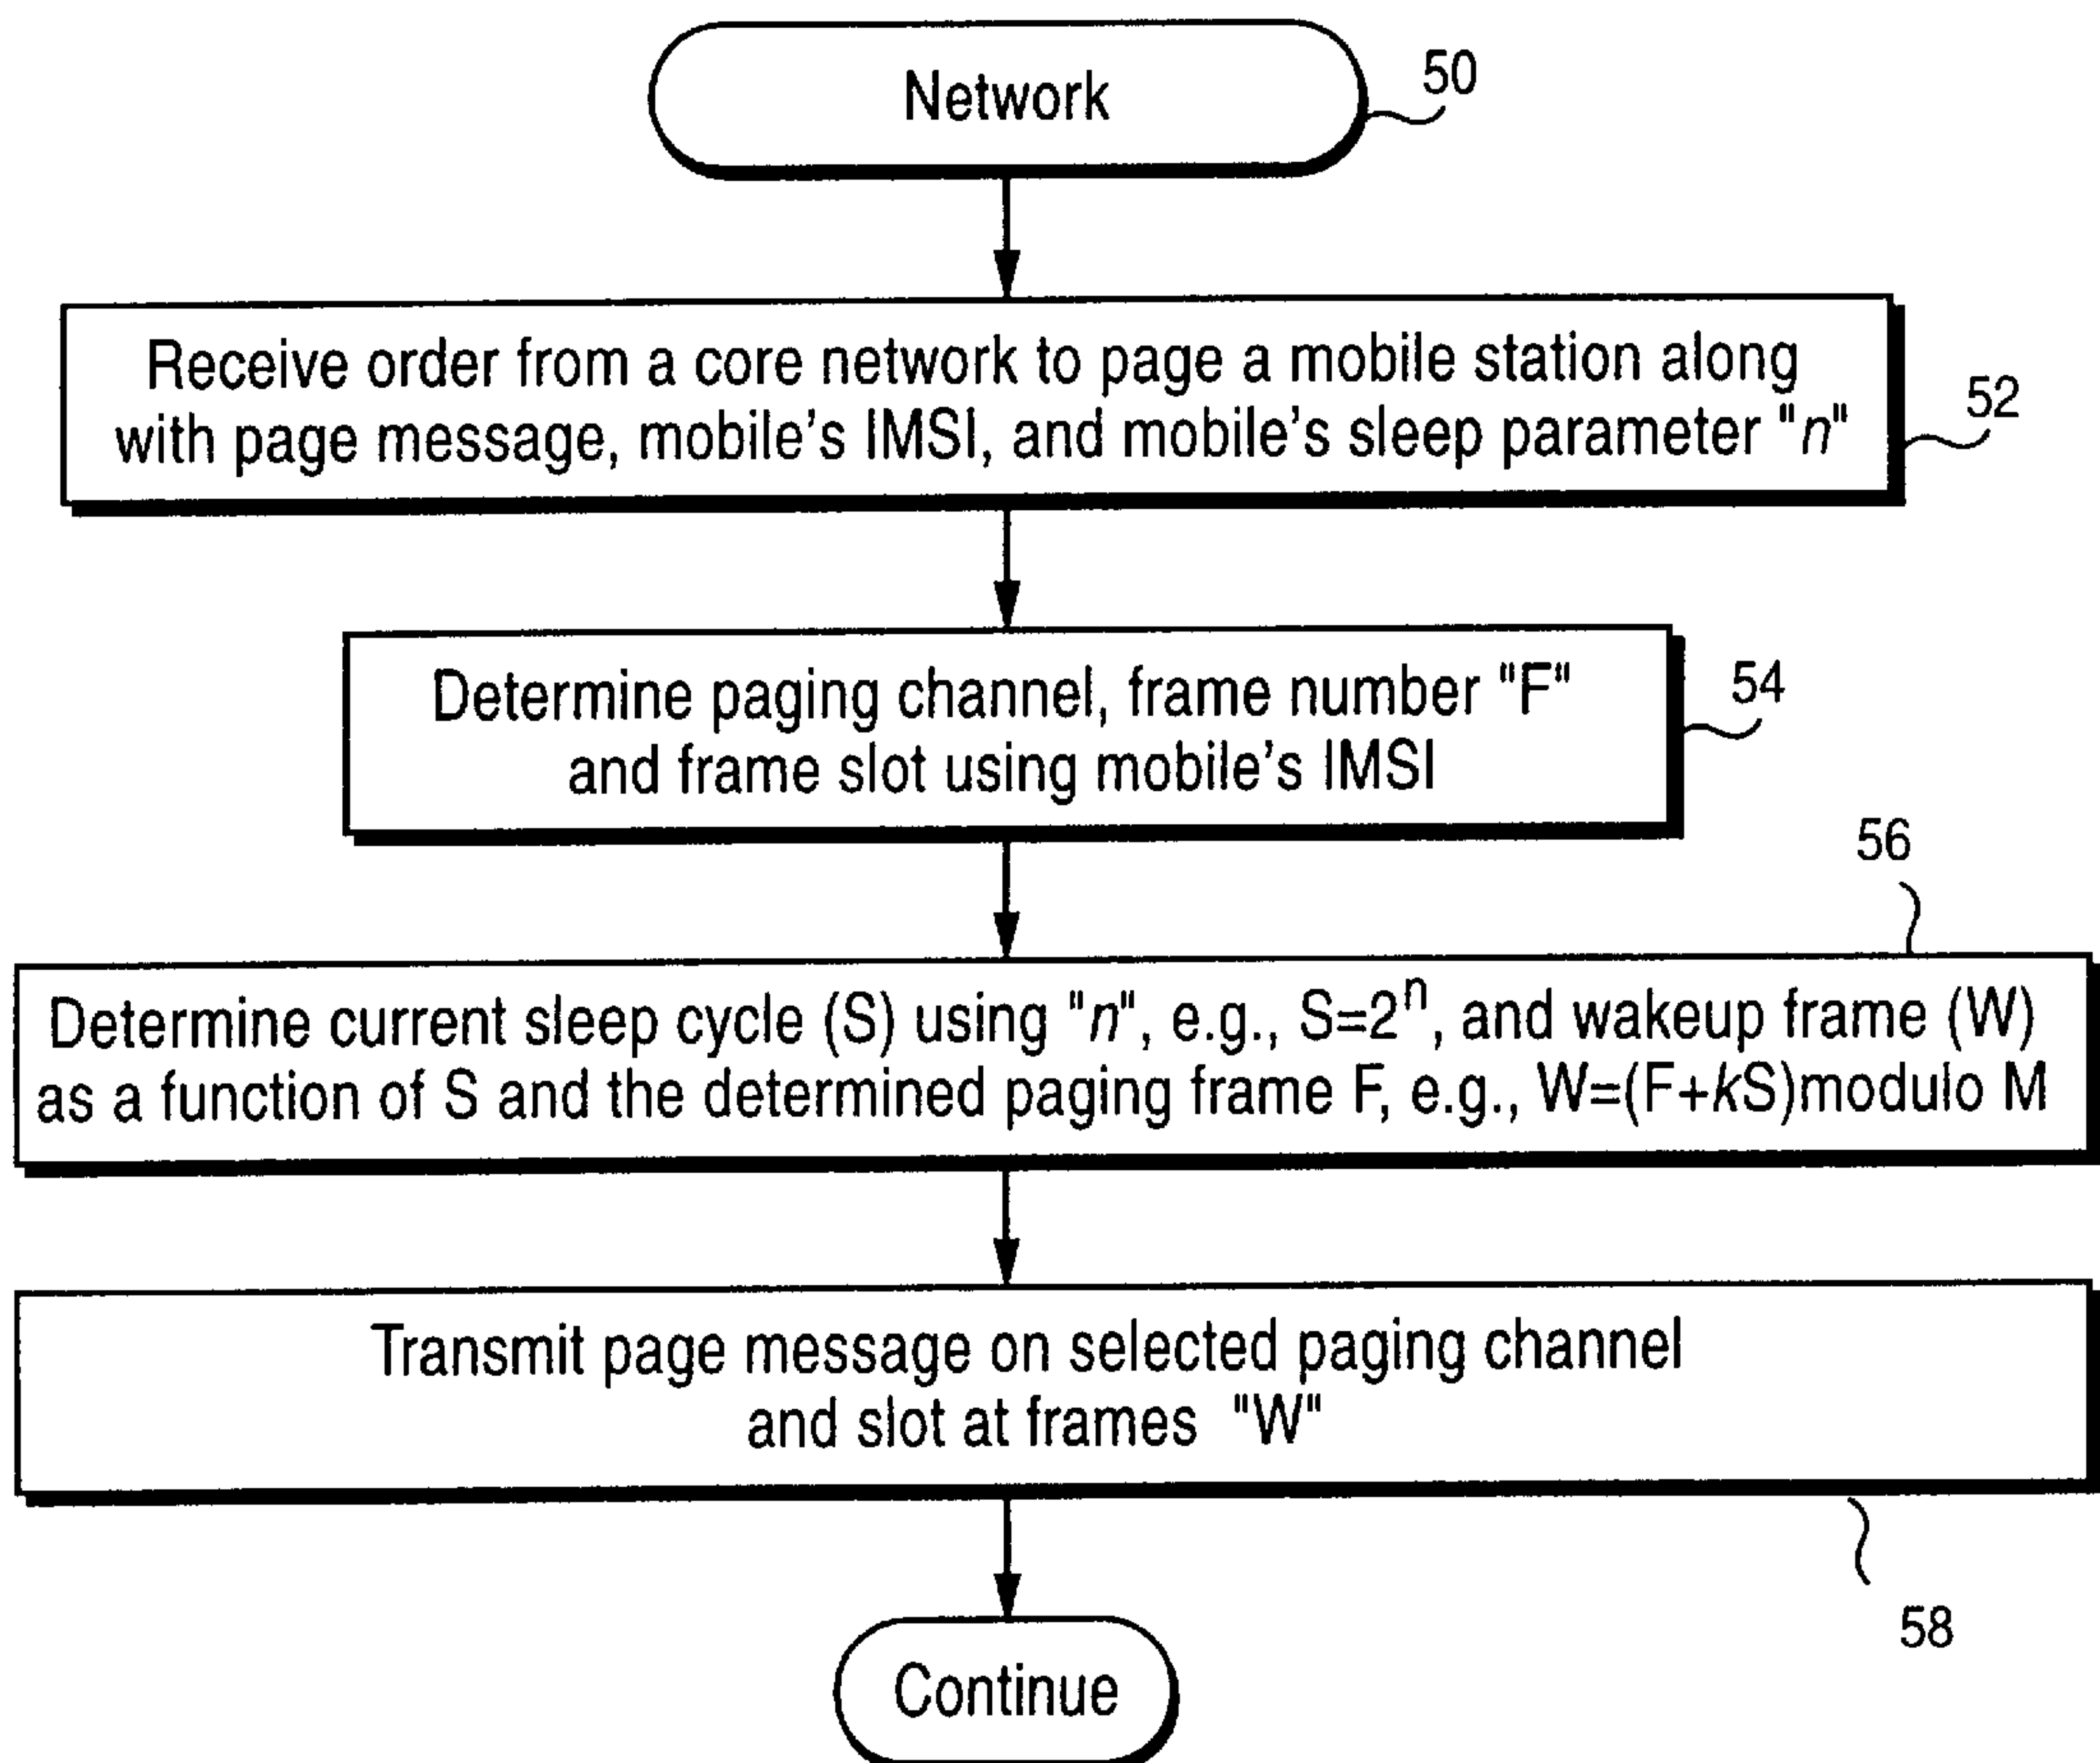 Network
50
Receive order from a core network to page a mobile station along
with page message, mobile's IMSI, and mobile's sleep parameter "n"
52
Determine paging channel, frame number "F"
and frame slot using mobile's IMSI
54
56
Determine current sleep cycle (S) using "n", e.g., S=2ⁿ, and wakeup frame (W)
as a function of S and the determined paging frame F, e.g., W=(F+kS)modulo M
Transmit page message on selected paging channel
and slot at frames "W"
58
Continue